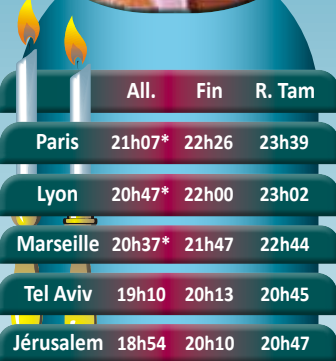 All. Fin R. Tam
Paris 21h07* 22h26 23h39
Lyon 20h47* 22h00 23h02
Marseille 20h37* 21h47 22h44
Tel Aviv 19h10 20h13 20h45
Jérusalem 18h54 20h10 20h47